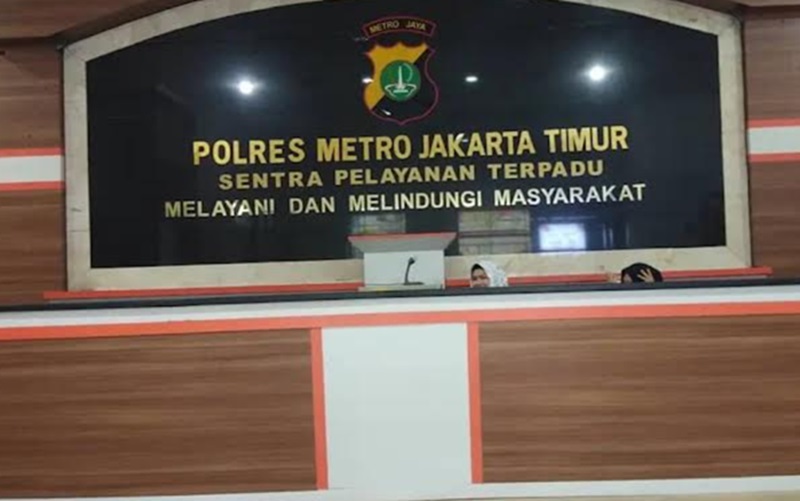 METRO JAYA
POLRES METRO JAKARTA TIMUR
SENTRA PELAYANAN TERPADU
MELAYANI DAN MELINDUNGI MASYARAKAT